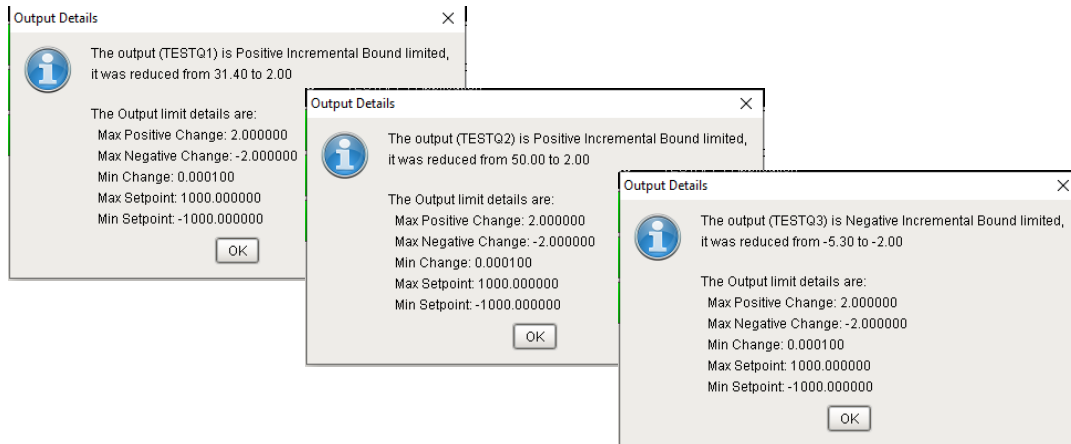 Output Details
The output (TESTQ1) is Positive Incremental Bound limited,
it was reduced from 31.40 to 2.00
The Output limit details are:
Max Positive Change: 2.000000
Max Negative Change: -2.000000
Min Change: 0.000100
Max Setpoint: 1000.000000
Min Setpoint: -1000.000000
OK
Output Details
The output (TESTQ2) is Positive Incremental Bound limited,
it was reduced from 50.00 to 2.00
The Output limit details are:
Max Positive Change: 2.000000
Max Negative Change: -2.000000
Min Change: 0.000100
Max Setpoint: 1000.000000
Min Setpoint: -1000.000000
OK
Output Details
The output (TESTQ3) is Negative Incremental Bound limited,
it was reduced from -5.30 to -2.00
The Output limit details are:
Max Positive Change: 2.000000
Max Negative Change: -2.000000
Min Change: 0.000100
Max Setpoint: 1000.000000
Min Setpoint: -1000.000000
OK